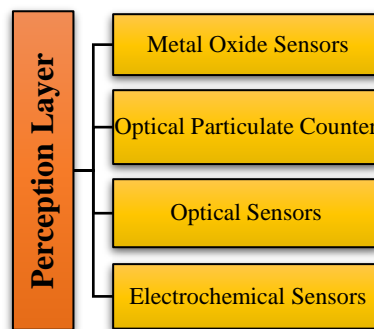 Perception Layer
Metal Oxide Sensors
Optical Particulate Counter
Optical Sensors
Electrochemical Sensors